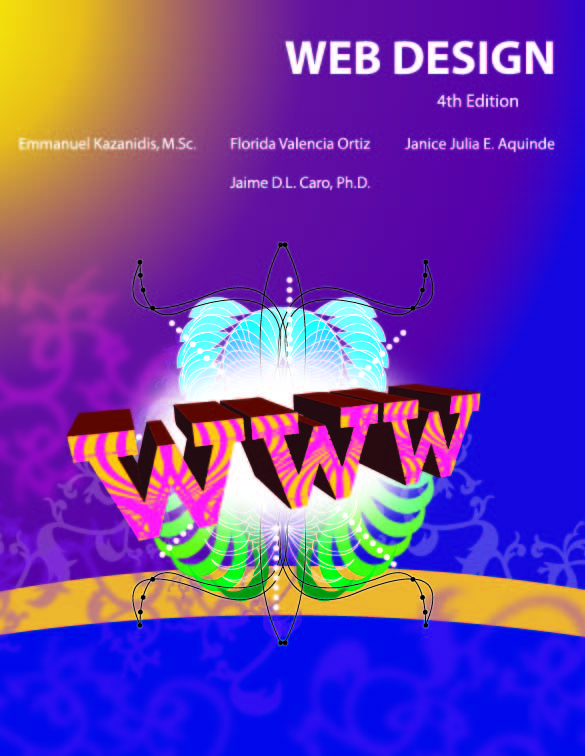 WEB DESIGN
4th Edition
Emmanuel Kazanidis, M.Sc. Florida Valencia Ortiz Janice Julia E. Aquinde
Jaime D.L. Caro, Ph.D.
WWW